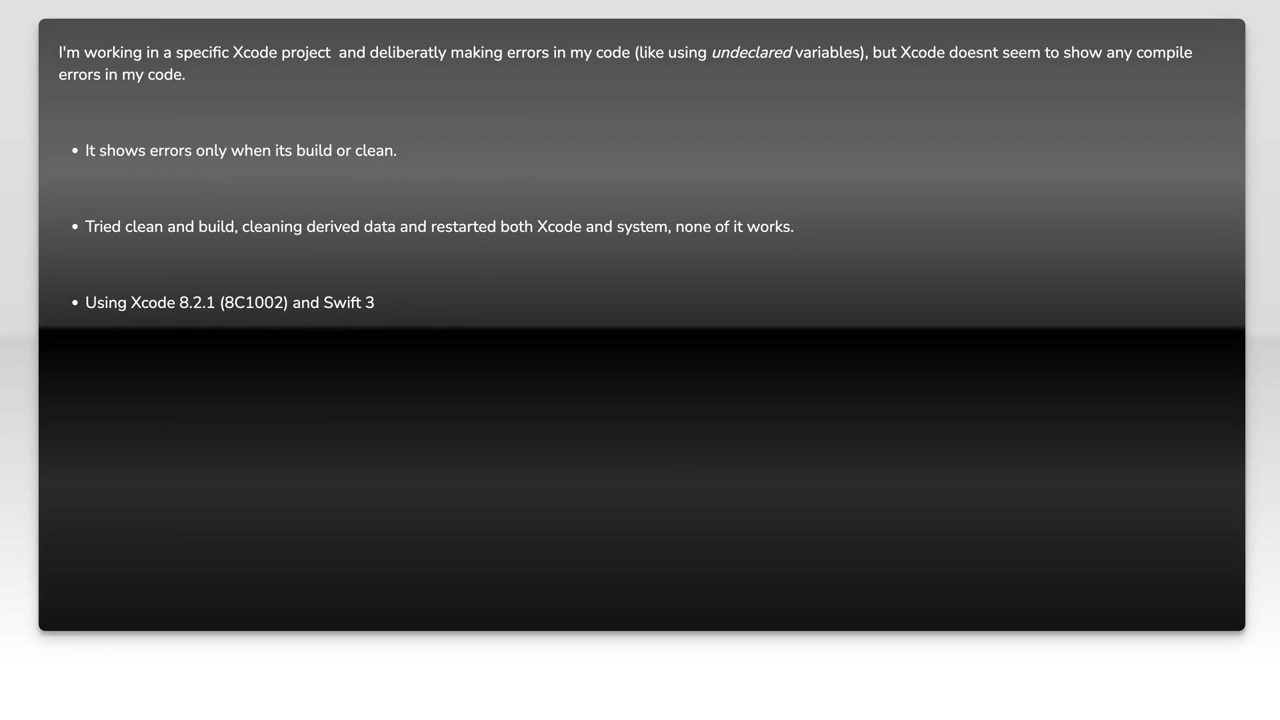 I'm working in a specific Xcode project  and deliberatly making errors in my code (like using undeclared variables), but Xcode doesnt seem to show any compile
errors in my code.
• It shows errors only when its build or clean.
• Tried clean and build, cleaning derived data and restarted both Xcode and system, none of it works.
• Using Xcode 8.2.1 (8C1002) and Swift 3